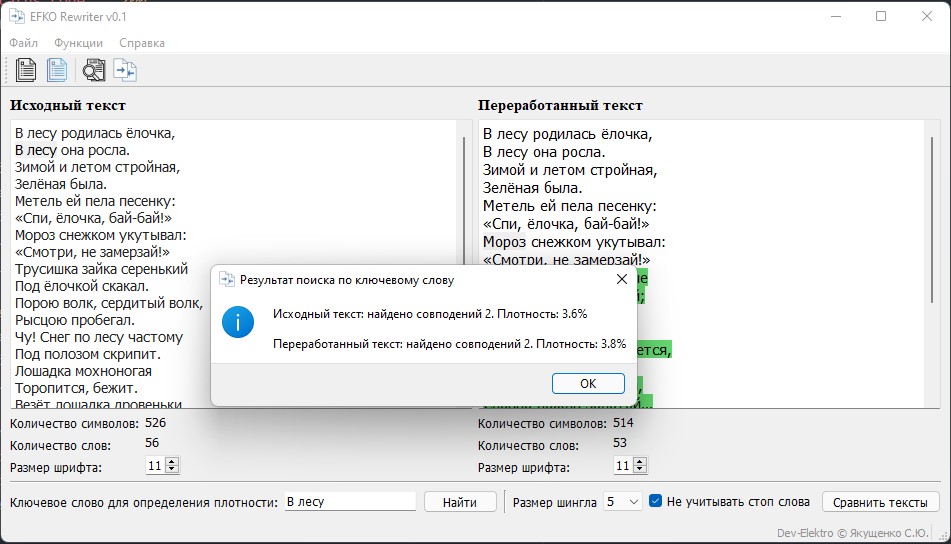 EFKO Rewriter v0.1
Файл Функции Справка
Исходный текст
В лесу родилась ёлочка,
В лесу она росла.
Зимой и летом стройная,
Зелёная была.
Метель ей пела песенку:
«Спи, ёлочка, бай-бай!»
Мороз снежком укутывал:
«Смотри, не замерзай!»
Трусишка зайка серенький
Под ёлочкой скакал.
Порою волк, сердитый волк,
Рысцою пробегал.
Чу! Снег по лесу частому
Под полозом скрипит.
Лошадка мохноногая
Торопится, бежит.
Везёт лошадка дровеньки
Количество символов: 526
Количество слов: 56
Размер шрифта: 11
Переработанный текст
В лесу родилась ёлочка,
В лесу она росла.
Зимой и летом стройная,
Зелёная была.
Метель ей пела песенку:
«Спи, ёлочка, бай-бай!»
Мороз снежком укутывал:
«Смотри, не замерзай!»
Количество символов: 514
Количество слов: 53
Размер шрифта: 11
Результат поиска по ключевому слову
Исходный текст: найдено совподений 2. Плотность: 3.6%
Переработанный текст: найдено совподений 2. Плотность: 3.8%
OK
Ключевое слово для определения плотности: В лесу Найти Размер шингла 5 Не учитывать стоп слова Сравнить тексты
Dev-Elektro © Якущенко С.Ю.